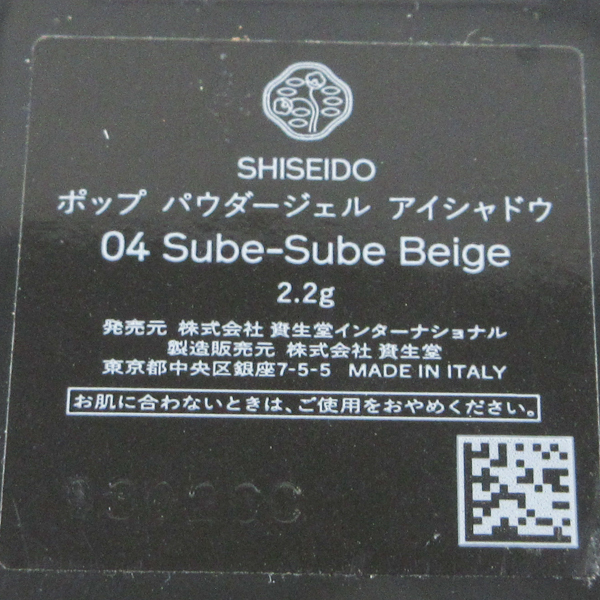 SHISEIDO
ポップ パウダージェル アイシャドウ
04 Sube-Sube Beige
2.2g
発売元 株式会社 資生堂インターナショナル
製造販売元 株式会社 資生堂
東京都中央区銀座7-5-5 MADE IN ITALY
お肌に合わないときは、ご使用をおやめください。